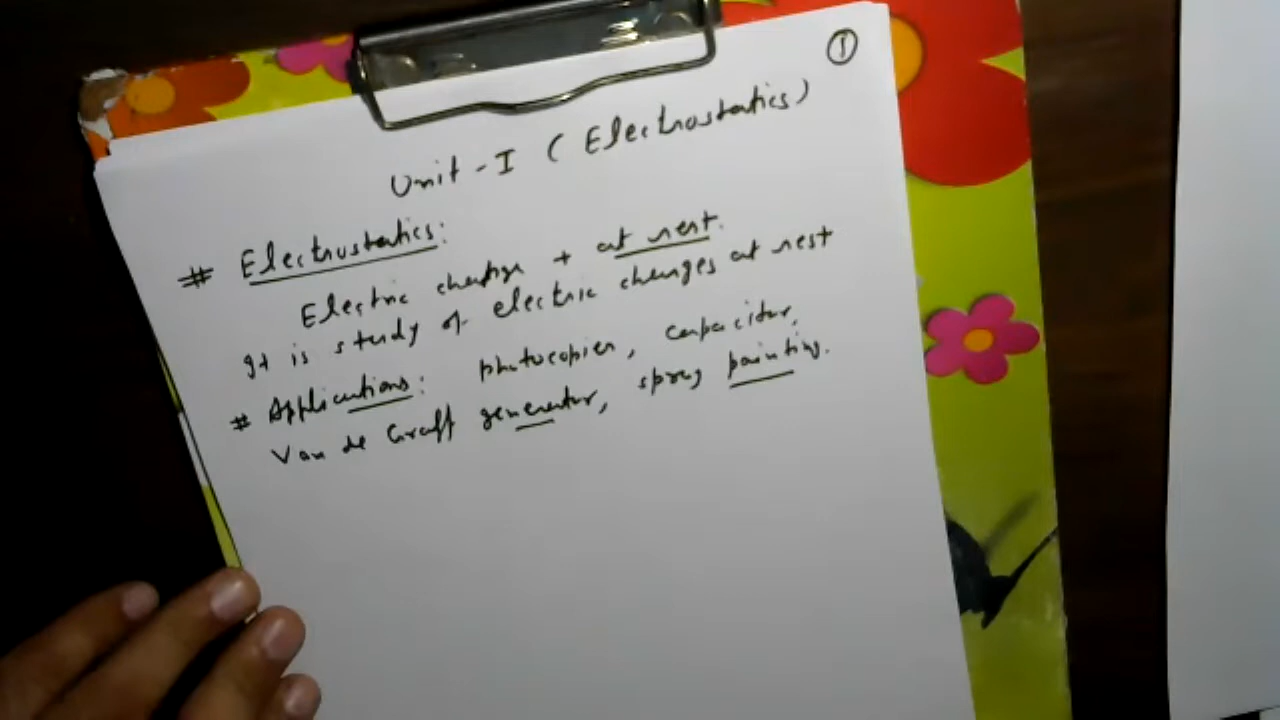 ①
Unit - I ( Electrostatics )
# Electrostatics:
Electric charge + at rest.
It is study of electric charges at rest
# Applications: photocopier, capacitor,
Van de Graff generator, spray painting.